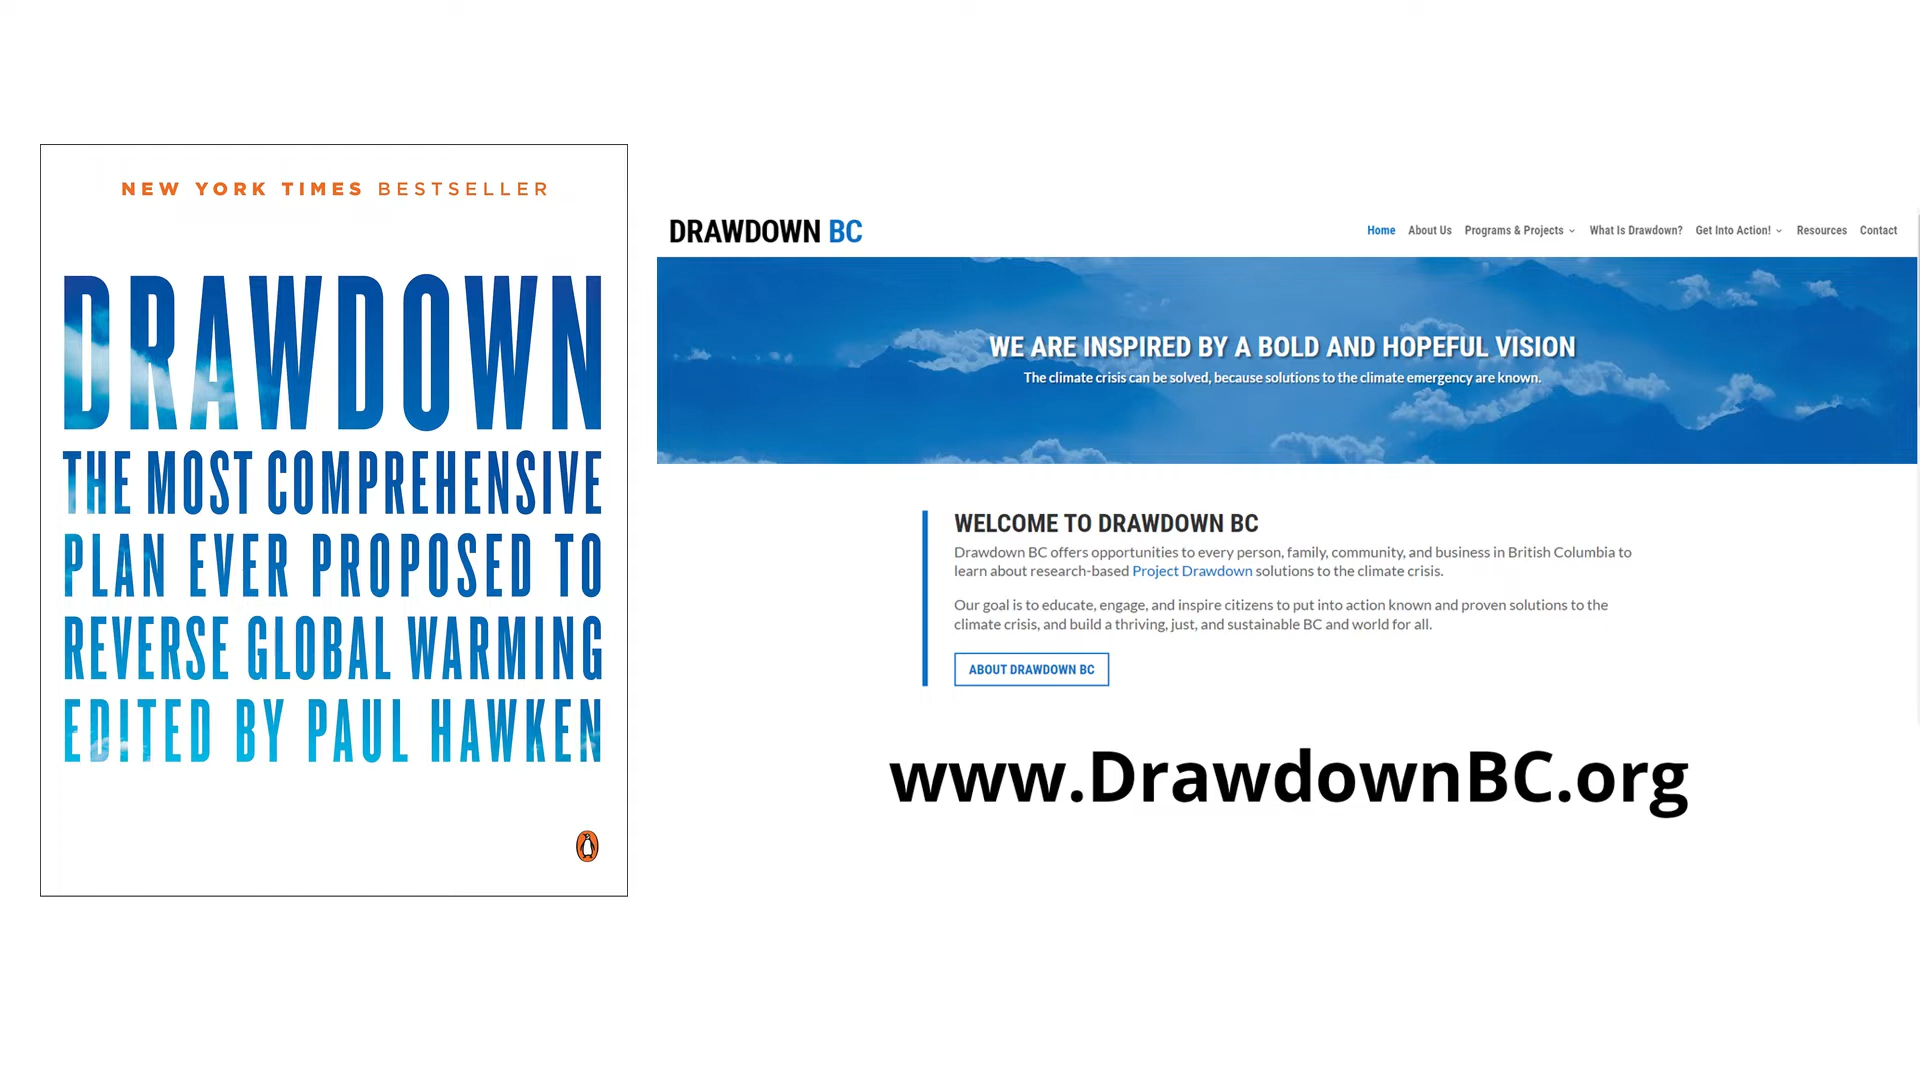 NEW YORK TIMES BESTSELLER
DRAWDOWN
THE MOST COMPREHENSIVE
PLAN EVER PROPOSED TO
REVERSE GLOBAL WARMING
EDITED BY PAUL HAWKEN
DRAWDOWN BC
Home About Us Programs & Projects What Is Drawdown? Get Into Action! Resources Contact
WE ARE INSPIRED BY A BOLD AND HOPEFUL VISION
The climate crisis can be solved, because solutions to the climate emergency are known.
WELCOME TO DRAWDOWN BC
Drawdown BC offers opportunities to every person, family, community, and business in British Columbia to
learn about research-based Project Drawdown solutions to the climate crisis.
Our goal is to educate, engage, and inspire citizens to put into action known and proven solutions to the
climate crisis, and build a thriving, just, and sustainable BC and world for all.
ABOUT DRAWDOWN BC
www.DrawdownBC.org